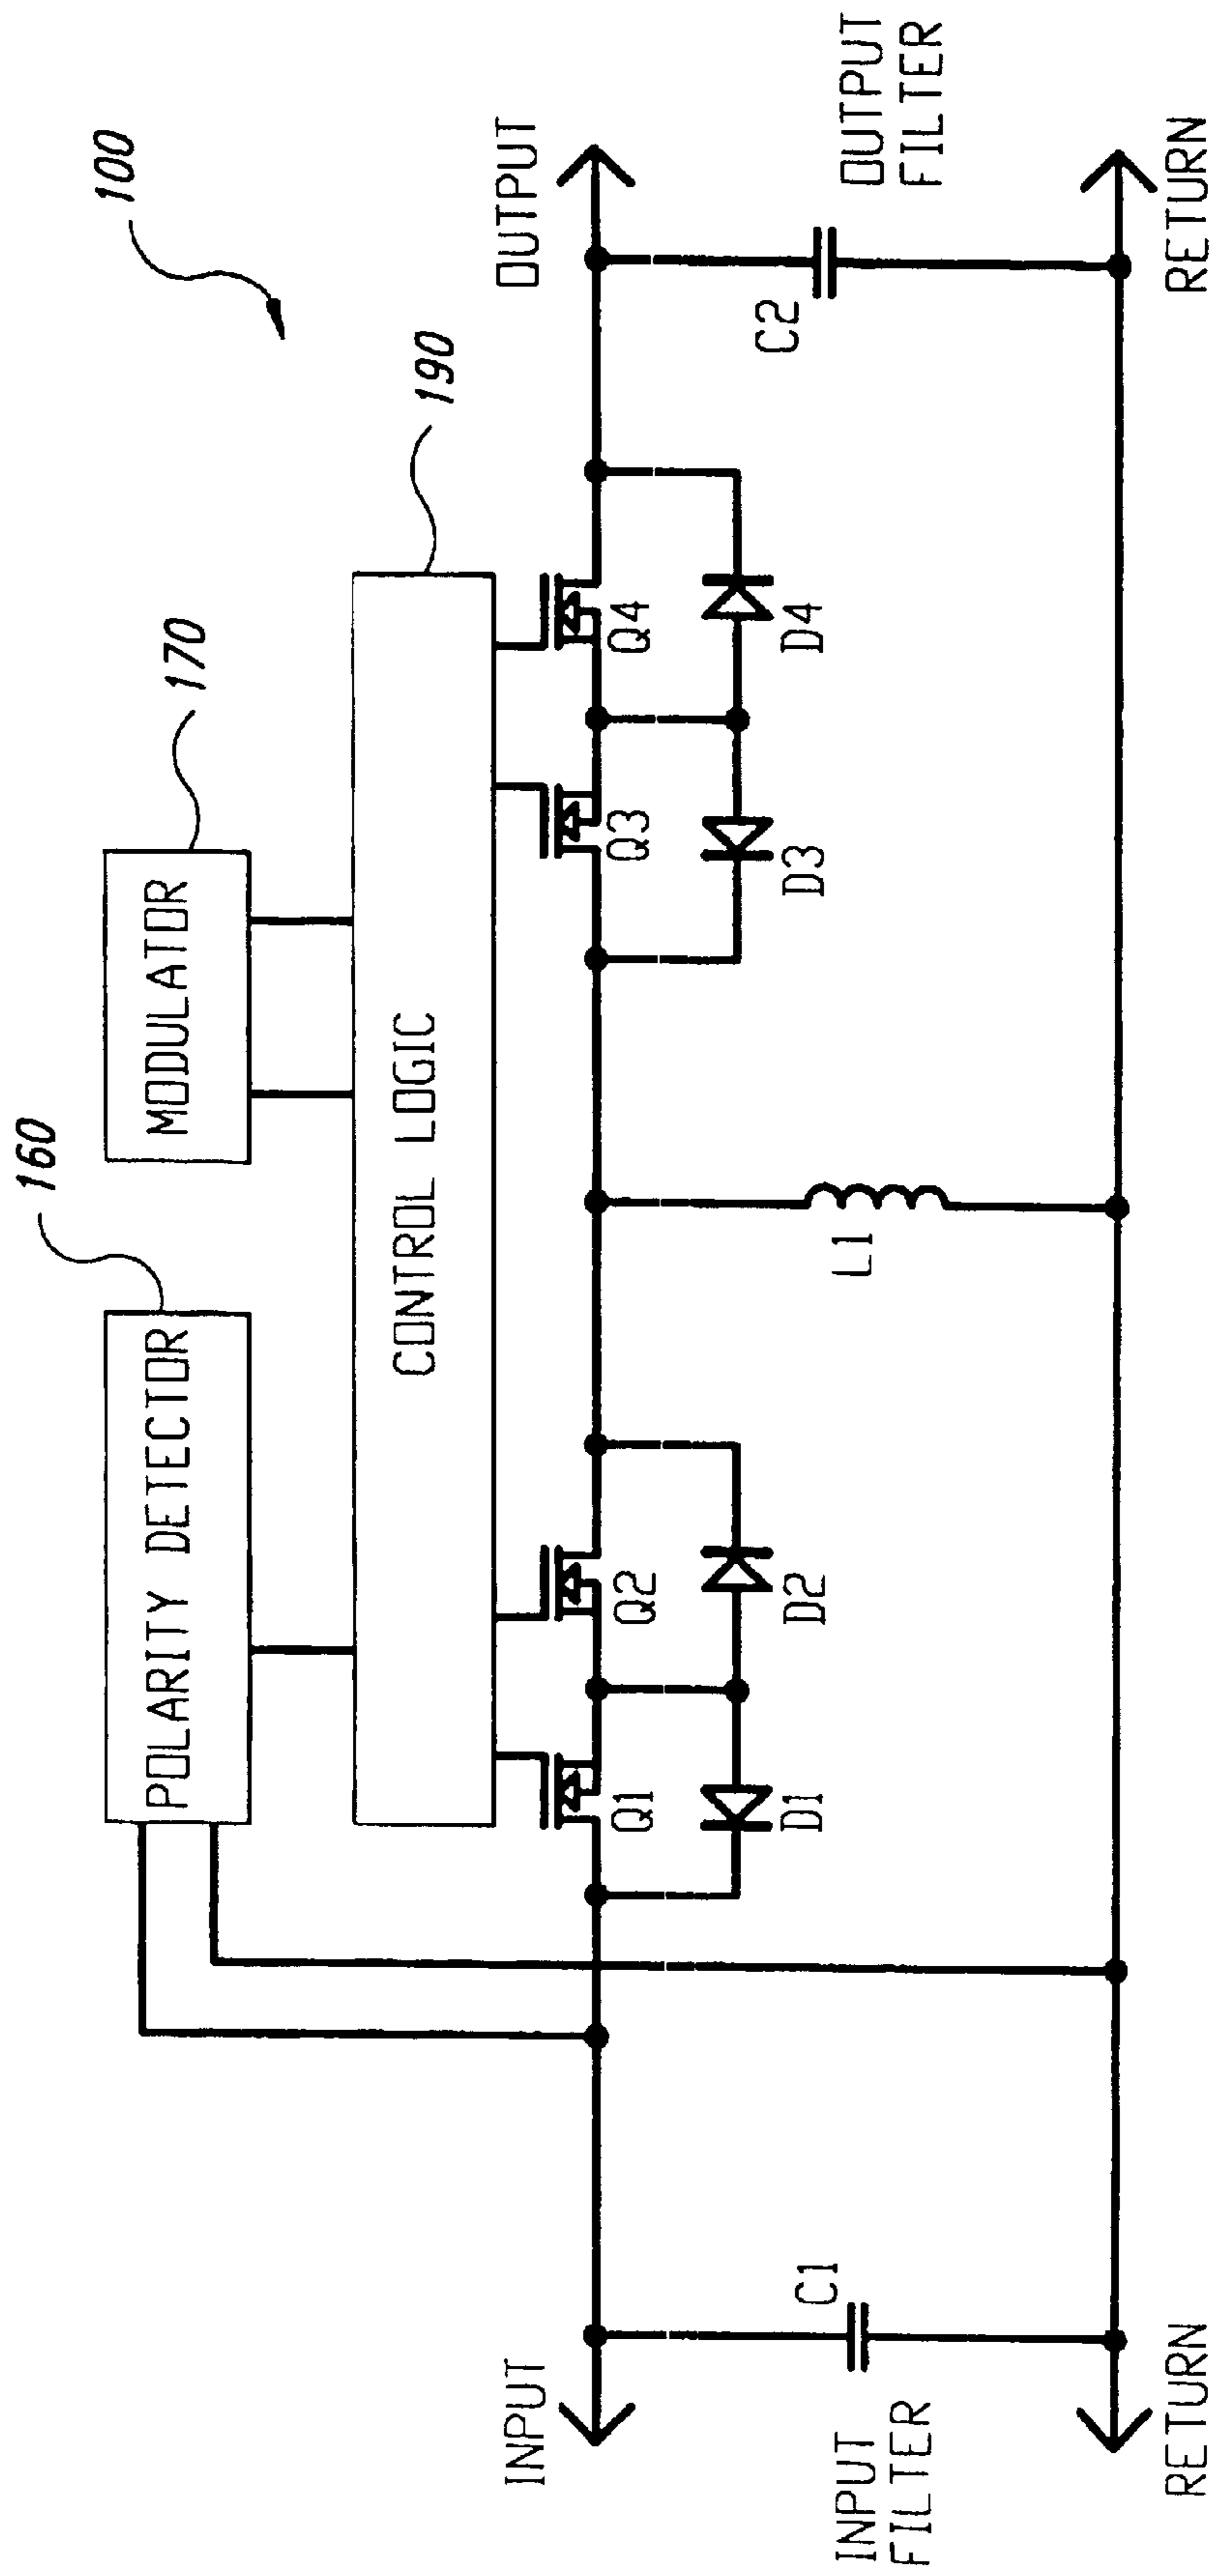 100
160
170
POLARITY DETECTOR
MODULATOR
190
CONTROL LOGIC
INPUT
OUTPUT
Q1
Q2
Q3
Q4
D1
D2
D3
D4
C1
INPUT
FILTER
L1
C2
OUTPUT
FILTER
RETURN
RETURN